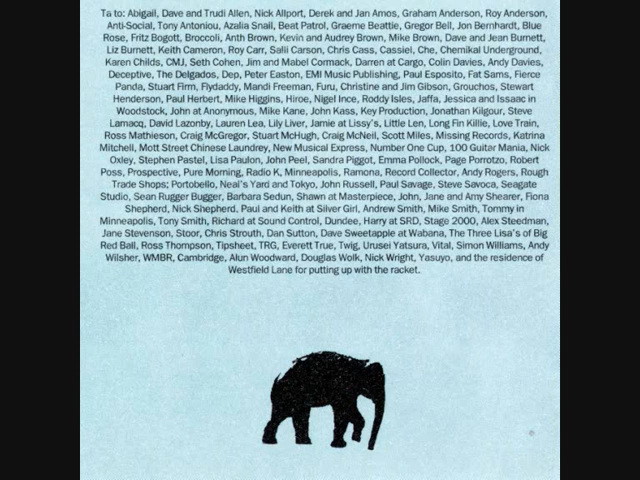 Ta to: Abigail, Dave and Trudi Allen, Nick Allport, Derek and Jan Amos, Graham Anderson, Roy Anderson,
Anti-Social, Tony Antoniou, Azalia Snail, Beat Patrol, Graeme Beattie, Gregor Bell, Jon Bernhardt, Blue
Rose, Fritz Bogott, Broccoli, Anth Brown, Kevin and Audrey Brown, Mike Brown, Dave and Jean Burnett,
Liz Burnett, Keith Cameron, Roy Carr, Salli Carson, Chris Cass, Cassiel, Che, Chemikal Underground,
Karen Childs, CMJ, Seth Cohen, Jim and Mabel Cormack, Darren at Cargo, Colin Davies, Andy Davies,
Deceptive, The Delgados, Dep, Peter Easton, EMI Music Publishing, Paul Esposito, Fat Sams, Fierce
Panda, Stuart Firm, Flydaddy, Mandi Freeman, Furu, Christine and Jim Gibson, Grouchos, Stewart
Henderson, Paul Herbert, Mike Higgins, Hiroe, Nigel Ince, Roddy Isles, Jaffa, Jessica and Issaac in
Woodstock, John at Anonymous, Mike Kane, John Kass, Key Production, Jonathan Kilgour, Steve
Lamacq, David Lazonby, Lauren Lea, Lily Liver, Jamie at Lissy's, Little Len, Long Fin Killie, Love Train,
Ross Mathieson, Craig McGregor, Stuart McHugh, Craig McNeil, Scott Miles, Missing Records, Katrina
Mitchell, Mott Street Chinese Laundrey, New Musical Express, Number One Cup, 100 Guitar Mania, Nick
Oxley, Stephen Pastel, Lisa Paulon, John Peel, Sandra Piggot, Emma Pollock, Page Porrotzo, Robert
Poss, Prospective, Pure Morning, Radio K, Minneapolis, Ramona, Record Collector, Andy Rogers, Rough
Trade Shops; Portobello, Neal's Yard and Tokyo, John Russell, Paul Savage, Steve Savoca, Seagate
Studio, Sean Rugger Bugger, Barbara Sedun, Shawn at Masterpiece, John, Jane and Amy Shearer, Fiona
Shepherd, Nick Shepherd, Paul and Keith at Silver Girl, Andrew Smith, Mike Smith, Tommy in
Minneapolis, Tony Smith, Richard at Sound Control, Dundee, Harry at SRD, Stage 2000, Alex Steedman,
Jane Stevenson, Stoor, Chris Strouth, Dan Sutton, Dave Sweetapple at Wabana, The Three Lisa's of Big
Red Ball, Ross Thompson, Tipsheet, TRG, Everett True, Twig, Urusei Yatsura, Vital, Simon Williams, Andy
Wilsher, WMBR, Cambridge, Alun Woodward, Douglas Wolk, Nick Wright, Yasuyo, and the residence of
Westfield Lane for putting up with the racket.